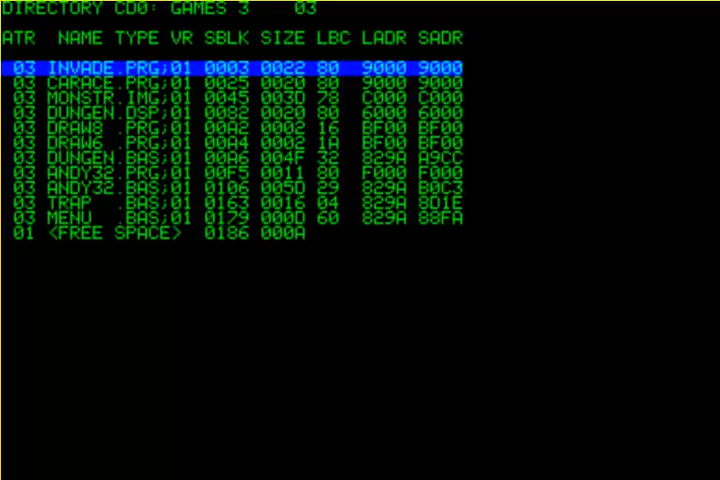 DIRECTORY CD0: GAMES 3 03
ATR NAME TYPE VR SBLK SIZE LBC LADR SADR
03 INVADE.PRG;01 0003 0022 80 9000 9000
03 CARACE.PRG;01 0025 0020 80 9000 9000
03 MONSTR.IMG;01 0045 003D 78 C000 C000
03 DUNGEN.DSP;01 0082 0020 80 6000 6000
03 DRAW8 .PRG;01 00A2 0002 16 BF00 BF00
03 DRAW6 .PRG;01 00A4 0002 1A BF00 BF00
03 DUNGEN.BAS;01 00A6 004F 32 829A A9CC
03 ANDY32.PRG;01 00F5 0011 80 F000 F000
03 ANDY32.BAS;01 0106 005D 29 829A B0C3
03 TRAP .BAS;01 0163 0016 04 829A 8D1E
03 MENU .BAS;01 0179 000D 60 829A 88FA
01 <FREE SPACE> 0186 000A